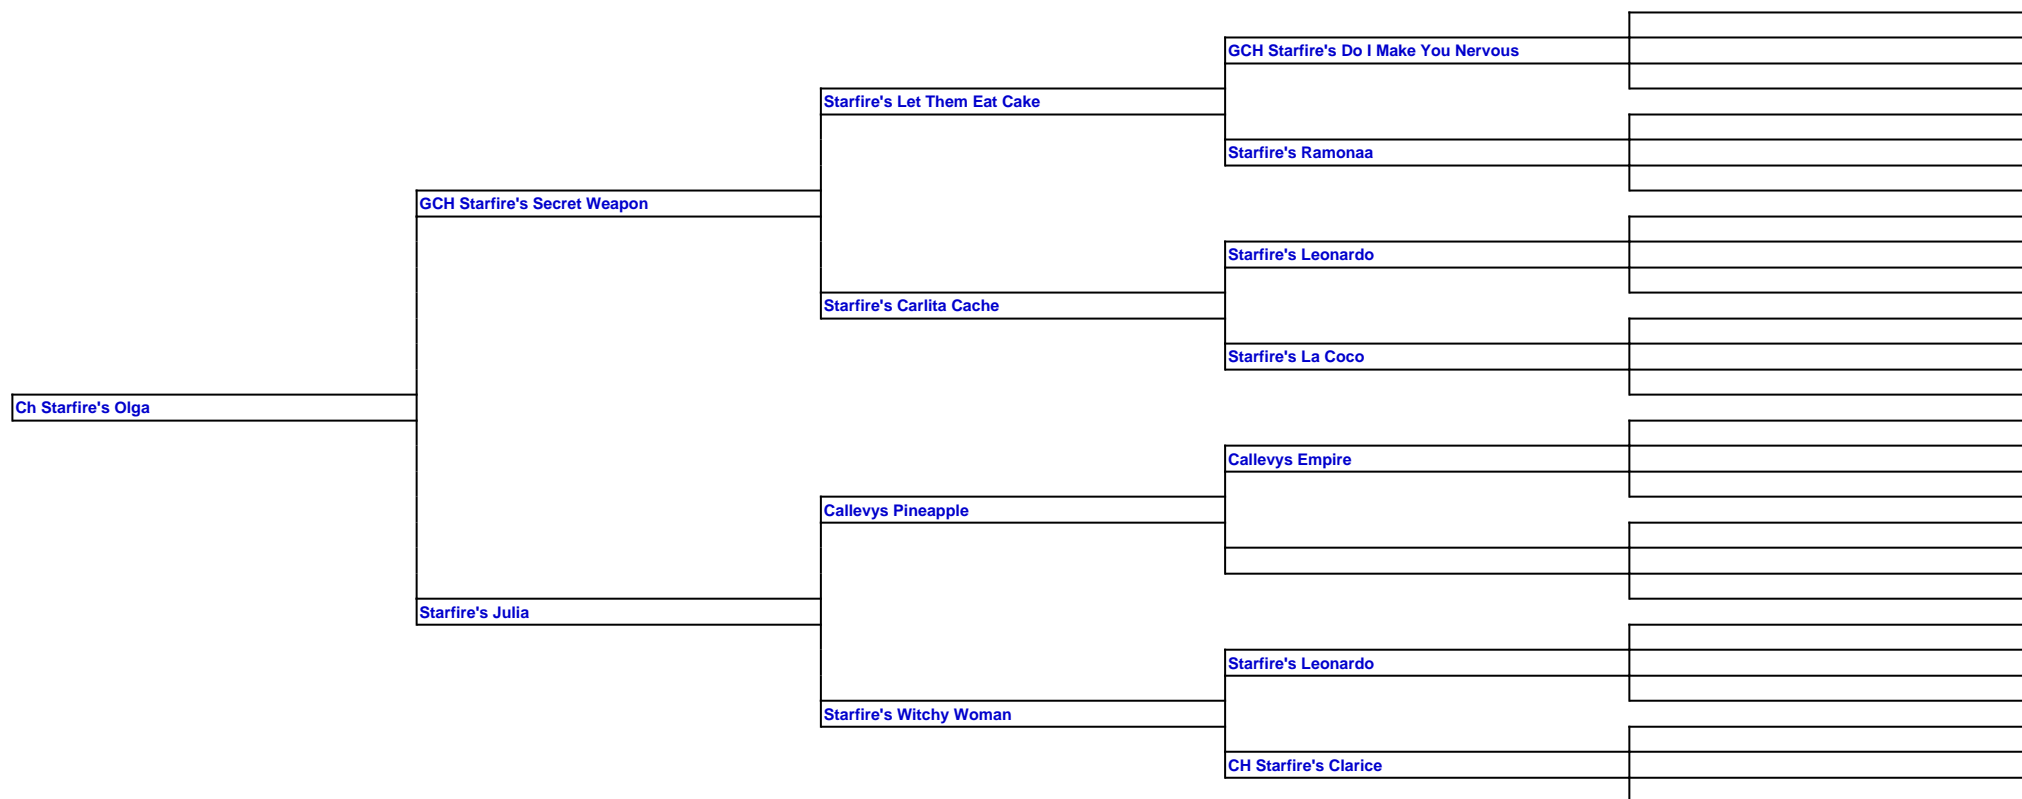 GCH Starfire's Do I Make You Nervous
Starfire's Let Them Eat Cake
Starfire's Ramonaa
GCH Starfire's Secret Weapon
Starfire's Leonardo
Starfire's Carlita Cache
Starfire's La Coco
Ch Starfire's Olga
Callevys Empire
Callevys Pineapple
Starfire's Julia
Starfire's Leonardo
Starfire's Witchy Woman
CH Starfire's Clarice